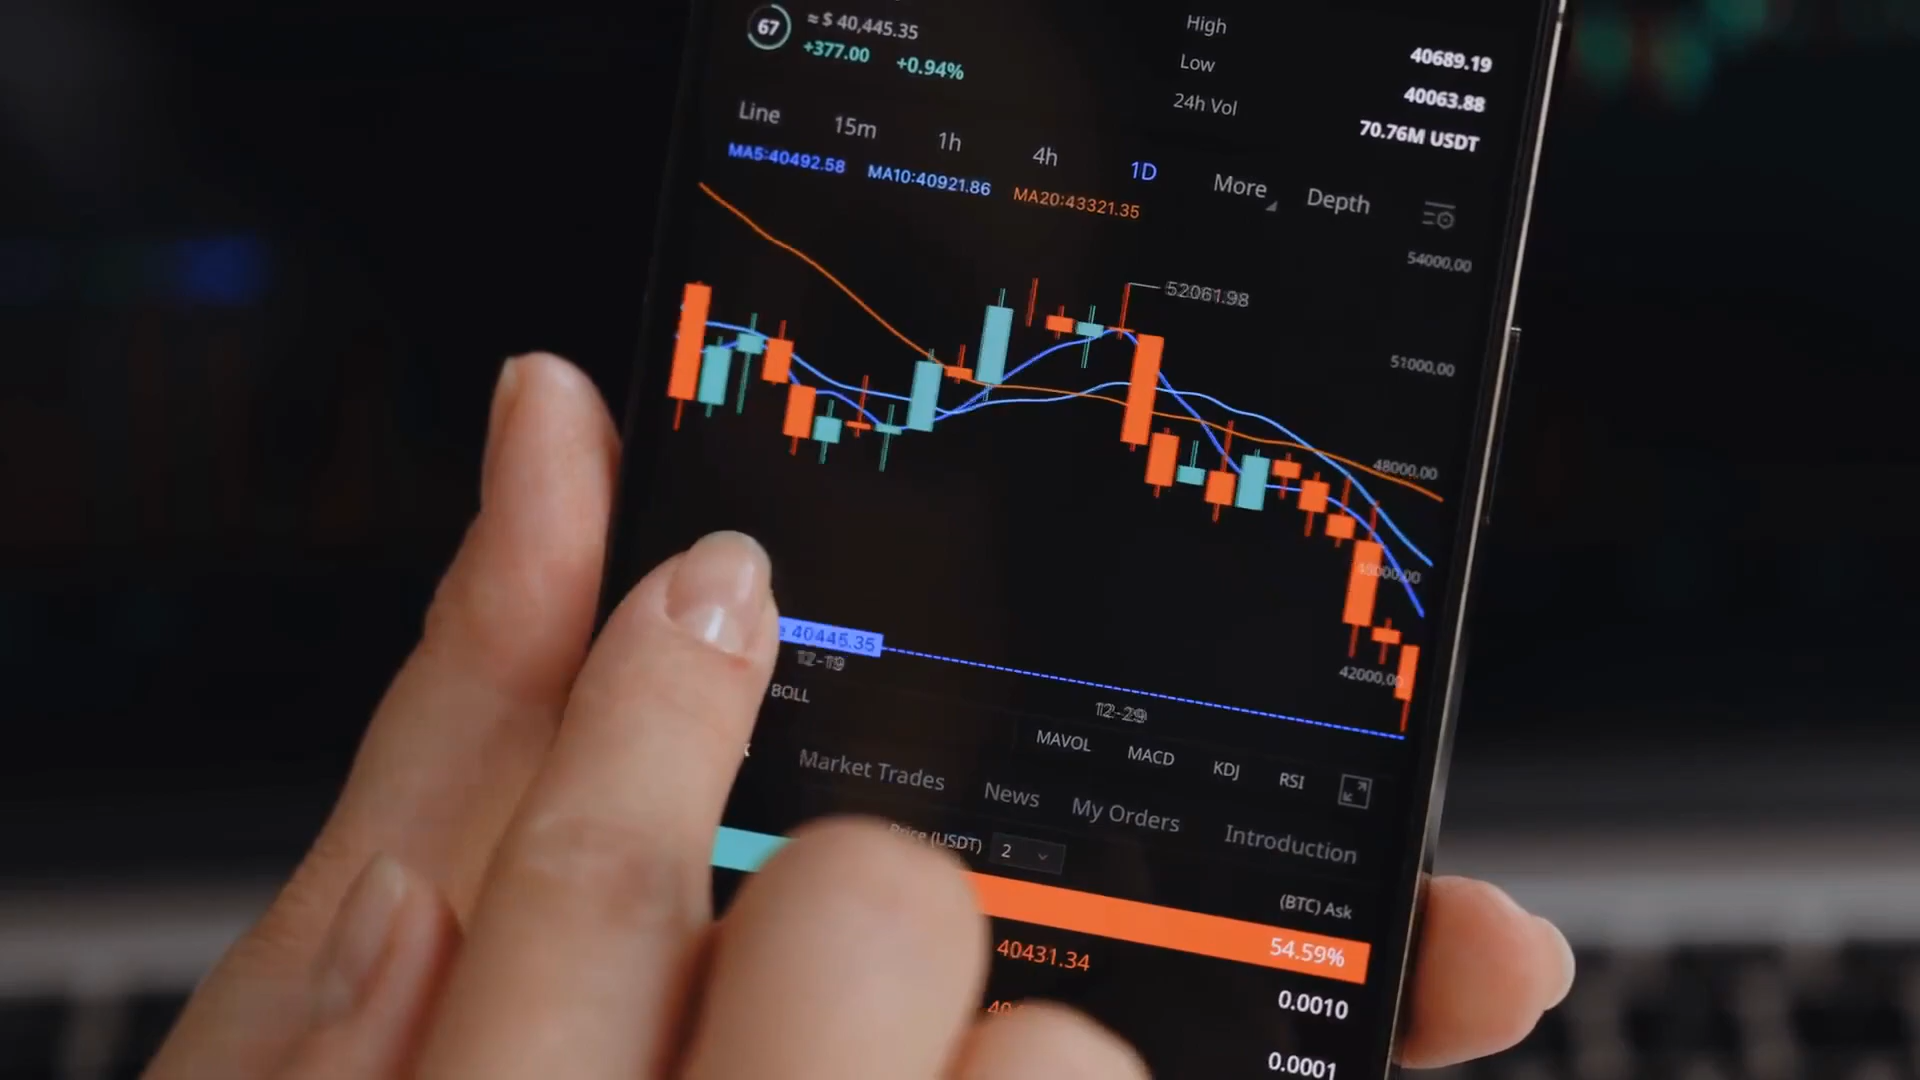 67
≈ $ 40,445.35
+377.00 +0.94%
High 40689.19
Low 40063.88
24h Vol 70.76M USDT
Line 15m 1h 4h 1D More Depth
MA5:40492.58 MA10:40921.86 MA20:43321.35
54000,00
52061.98
51000,00
48000,00
45000,00
42000,00
40445.35
12-19 12-29
BOLL MAVOL MACD KDJ RSI
Market Trades News My Orders Introduction
Price (USDT) 2
(BTC) Ask
54.59%
40431.34 0.0010
0.0001